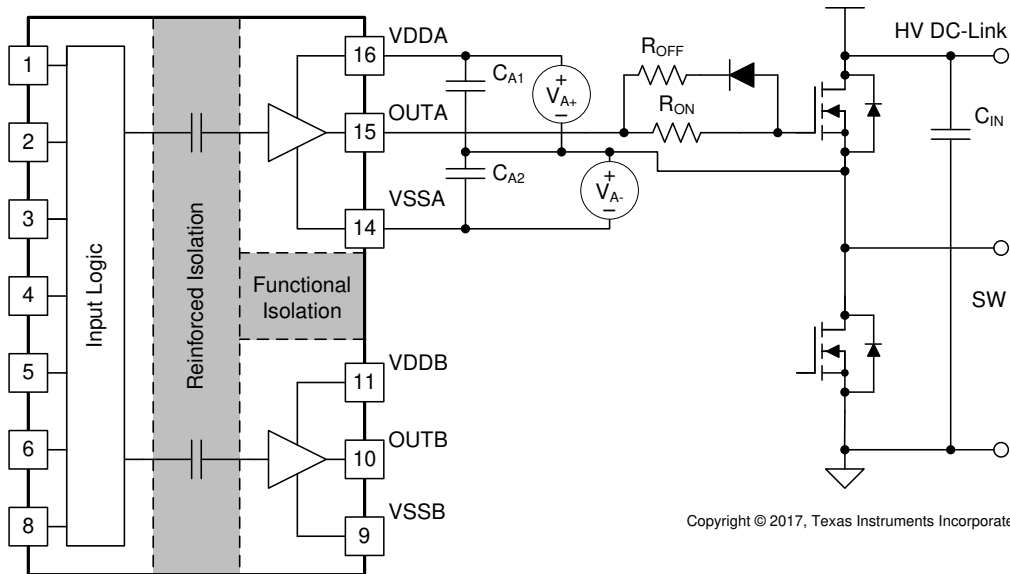 1
2
3
4
5
6
8
Input Logic
Reinforced Isolation
Functional
Isolation
16
15
14
11
10
9
VDDA
OUTA
VSSA
VDDB
OUTB
VSSB
CA1
CA2
+
VA+
−
+
VA-
−
ROFF
RON
HV DC-Link
CIN
SW
Copyright © 2017, Texas Instruments Incorporate